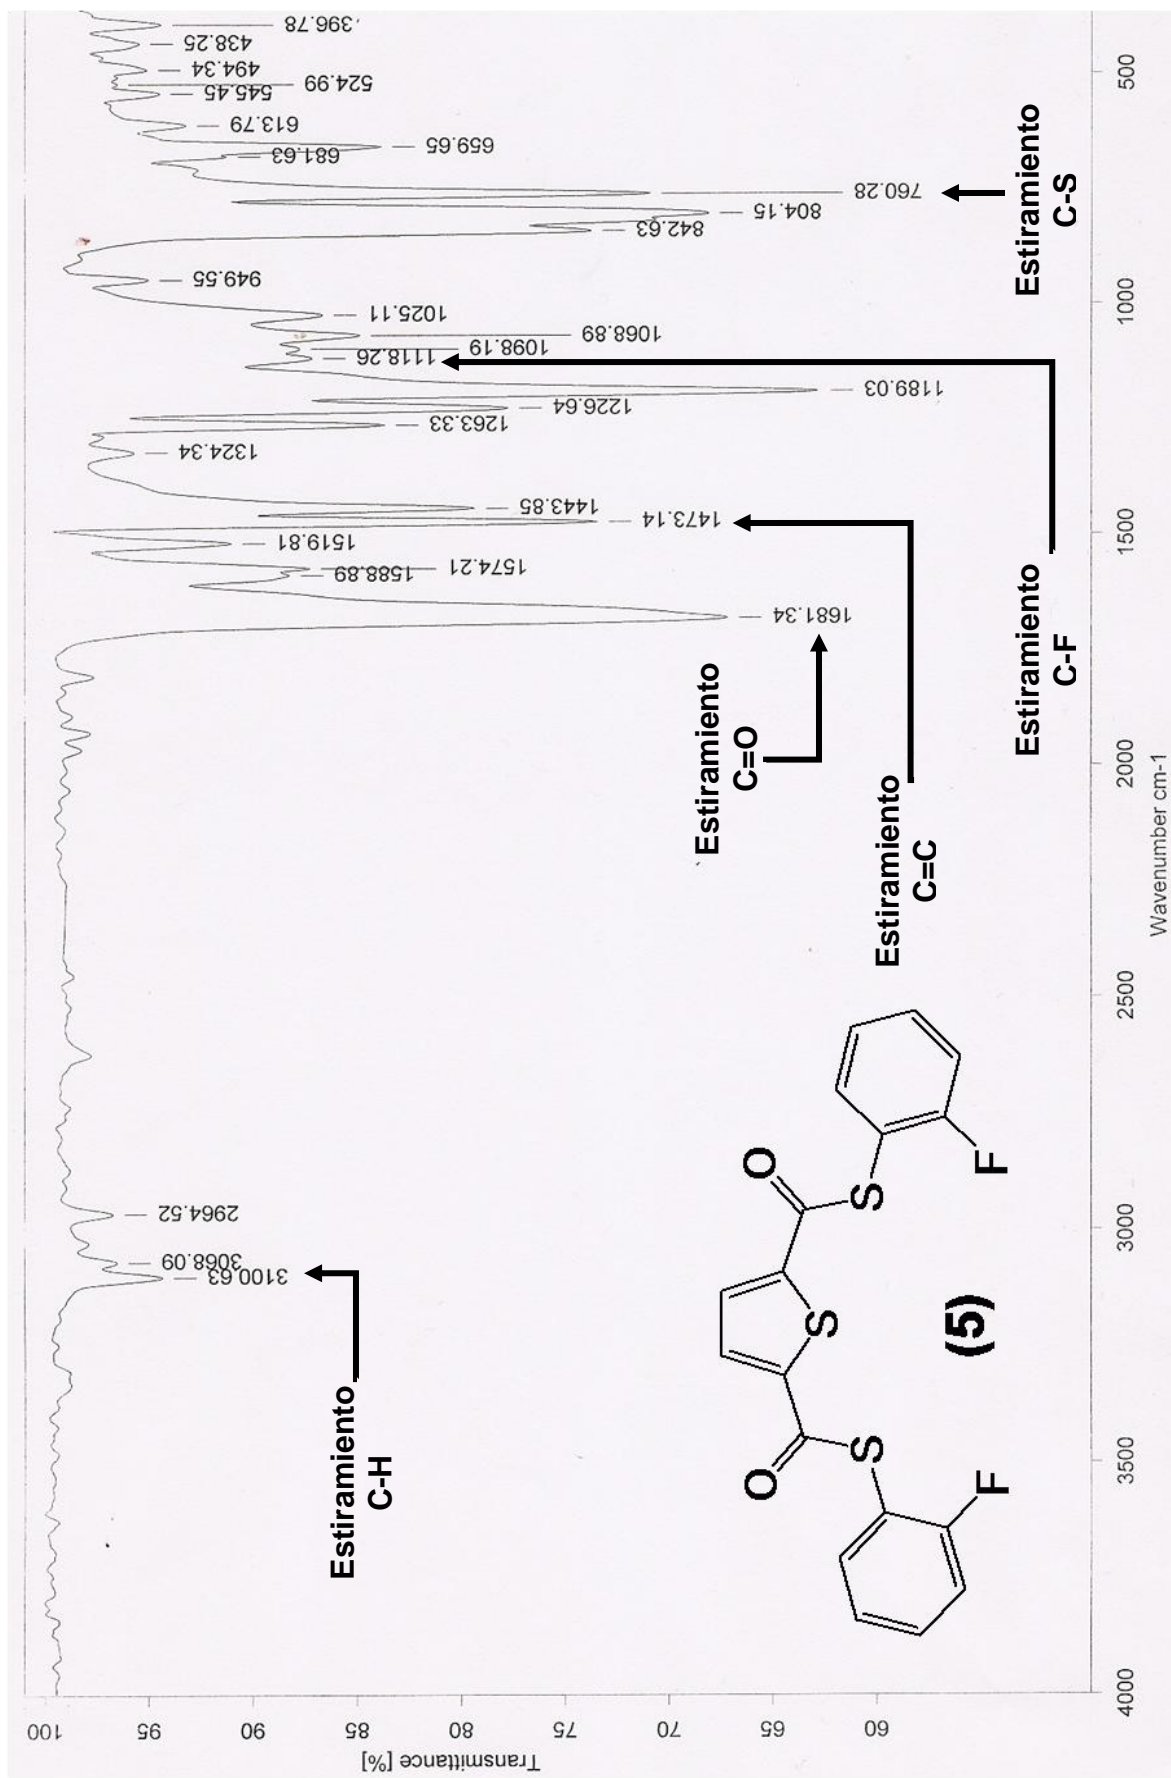 Transmittance [%]
100
95
90
85
80
75
70
65
60
3100.63
3068.09
2964.52
1681.34
1588.89
1574.21
1519.81
1473.14
1443.85
1324.34
1263.33
1226.64
1189.03
1118.26
1098.19
1068.89
1025.11
949.55
842.63
804.15
760.28
681.63
659.65
613.79
545.45
524.99
494.34
438.25
396.78
Estiramiento
C-H
Estiramiento
C=O
Estiramiento
C=C
Estiramiento
C-F
Estiramiento
C-S
O
O
S
S
S
F
F
(5)
4000
3500
3000
2500
2000
1500
1000
500
Wavenumber cm-1